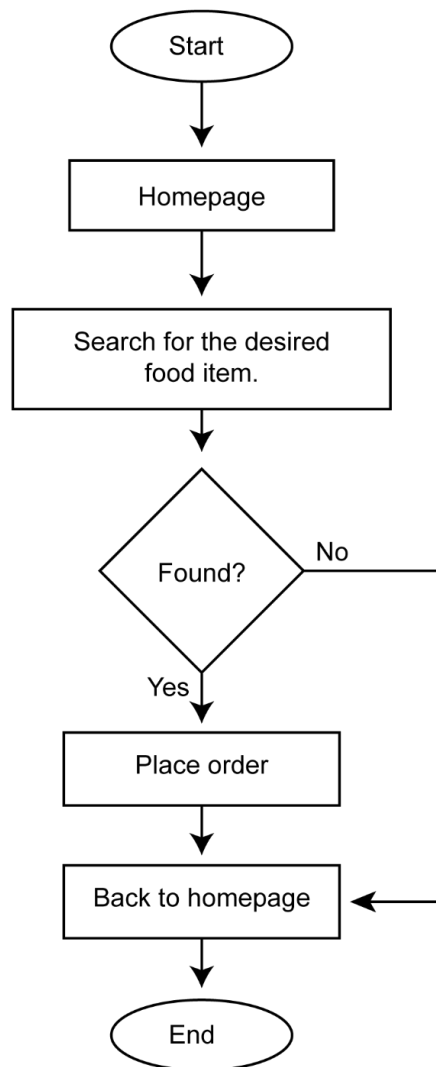 Start
Homepage
Search for the desired
food item.
Found?
No
Yes
Place order
Back to homepage
End